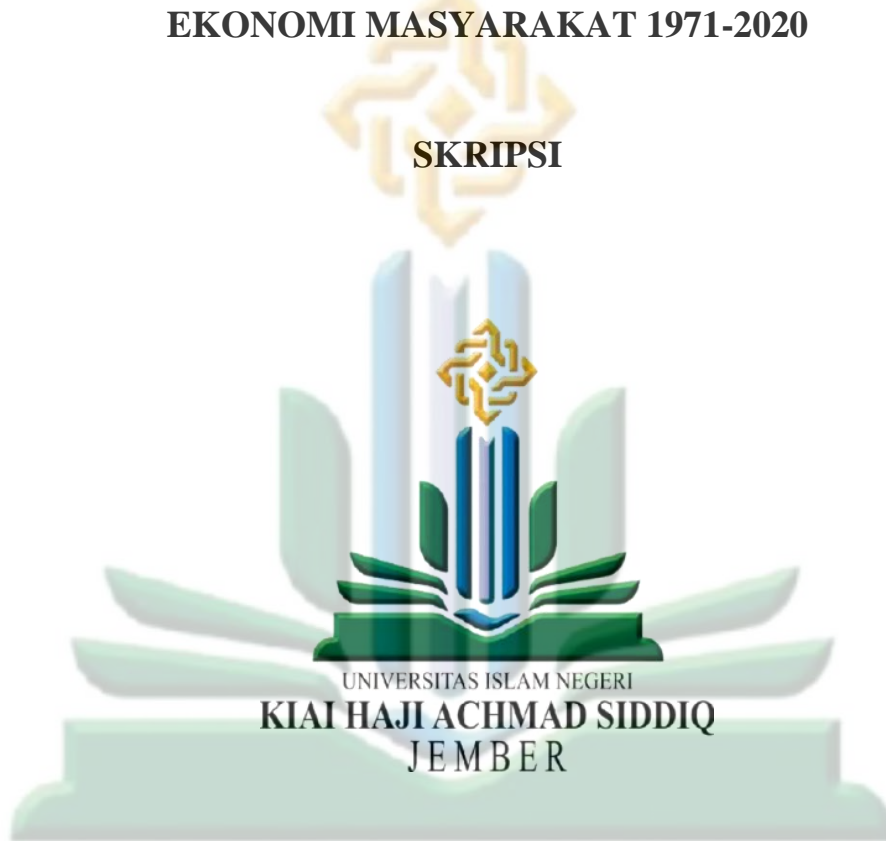 EKONOMI MASYARAKAT 1971-2020
SKRIPSI
UNIVERSITAS ISLAM NEGERI
KIAI HAJI ACHMAD SIDDIQ
JEMBER